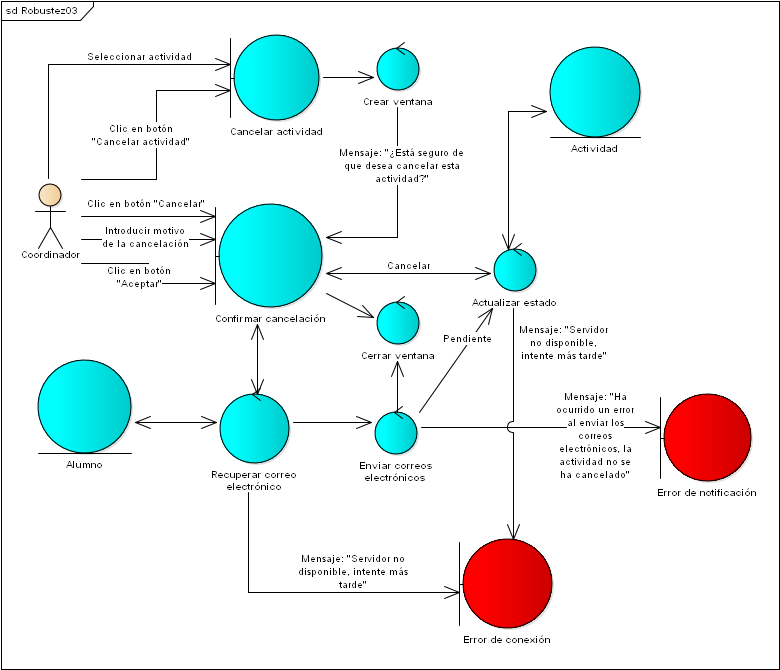 sd Robustez03
Seleccionar actividad
Clic en botón
"Cancelar actividad"
Cancelar actividad
Crear ventana
Actividad
Mensaje: "¿Está seguro de
que desea cancelar esta
actividad?"
Coordinador
Clic en botón "Cancelar"
Introducir motivo
de la cancelación
Clic en botón
"Aceptar"
Confirmar cancelación
Cancelar
Actualizar estado
Cerrar ventana
Pendiente
Mensaje: "Servidor
no disponible,
intente más tarde"
Alumno
Recuperar correo
electrónico
Enviar correos
electrónicos
Mensaje: "Ha
ocurrido un error
al enviar los
correos
electrónicos, la
actividad no se
ha cancelado"
Error de notificación
Mensaje: "Servidor no
disponible, intente más
tarde"
Error de conexión